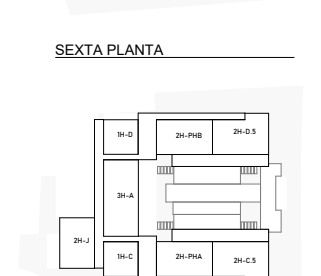 SEXTA PLANTA
1H-D
2H-PHB
2H-D.5
3H-A
2H-J
1H-C
2H-PHA
2H-C.5